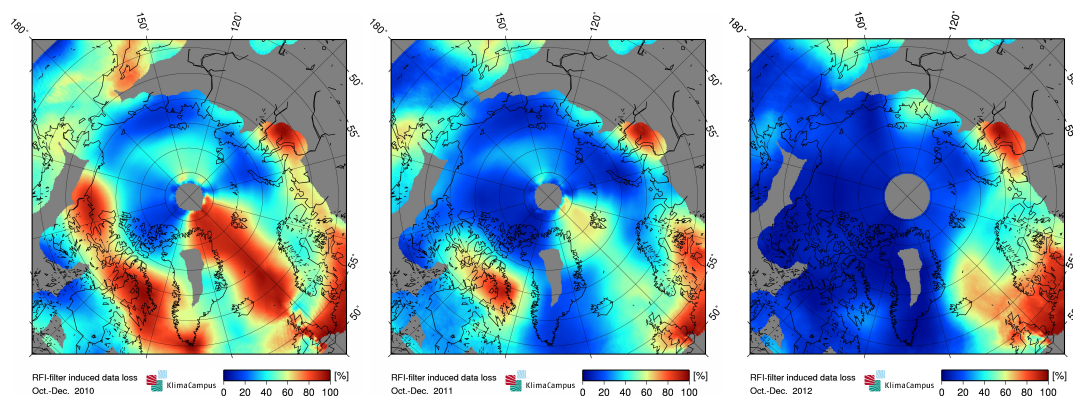 180° 150° 120°
50° 55° 55° 50°
RFI-filter induced data loss
Oct.-Dec. 2010
KlimaCampus
0 20 40 60 80 100 [%]
180° 150° 120°
50° 55° 55° 50°
RFI-filter induced data loss
Oct.-Dec. 2011
KlimaCampus
0 20 40 60 80 100 [%]
180° 150° 120°
50° 55° 55° 50°
RFI-filter induced data loss
Oct.-Dec. 2012
KlimaCampus
0 20 40 60 80 100 [%]